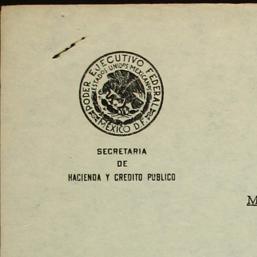 PODER EJECUTIVO FEDERAL
ESTADOS UNIDOS MEXICANOS
MEXICO D.F.
SECRETARIA
DE
HACIENDA Y CREDITO PUBLICO
M